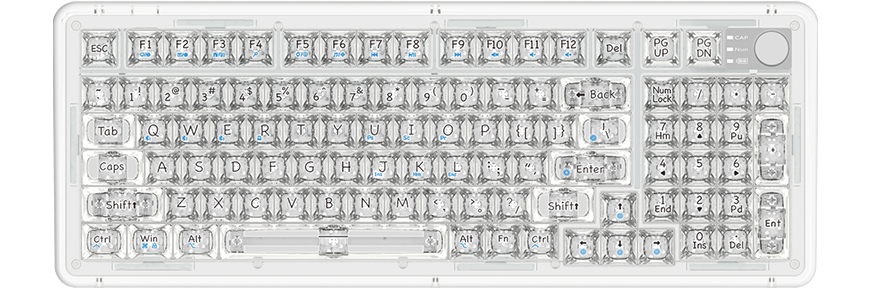 ESC F1 F2 F3 F4 F5 F6 F7 F8 F9 F10 F11 F12 Del PG UP PG DN CAP
Num
~ ` ! 1 @ 2 # 3 $ 4 % 5 ^ 6 & 7 * 8 ( 9 ) 0 _ - + = ← Back Num Lock / * -
Tab Q W E R T Y U I O P { [ } ] | \ 7 Hm 8 ▲ 9 Pu +
Caps A S D F G H J K L : ; " ' Enter 4 ◄ 5 6 ►
Shift↑ Z X C V B N M < , > . ? / Shift↑ ↑ 1 End 2 ▼ 3 Pd
Ctrl Win Alt Alt Fn Ctrl ← ↓ → 0 Ins . Del Ent